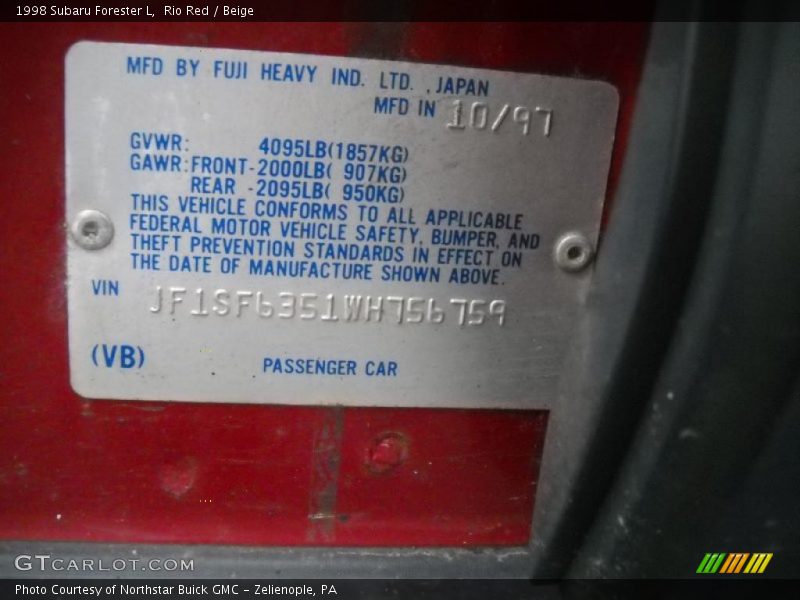 1998 Subaru Forester L,  Rio Red / Beige
MFD BY FUJI HEAVY IND. LTD. , JAPAN
MFD IN 10/97
GVWR: 4095LB(1857KG)
GAWR:FRONT-2000LB( 907KG)
REAR -2095LB( 950KG)
THIS VEHICLE CONFORMS TO ALL APPLICABLE
FEDERAL MOTOR VEHICLE SAFETY, BUMPER, AND
THEFT PREVENTION STANDARDS IN EFFECT ON
THE DATE OF MANUFACTURE SHOWN ABOVE.
VIN JF1SF6351WH756759
(VB) PASSENGER CAR
GTCARLOT.COM
Photo Courtesy of Northstar Buick GMC - Zelienople, PA